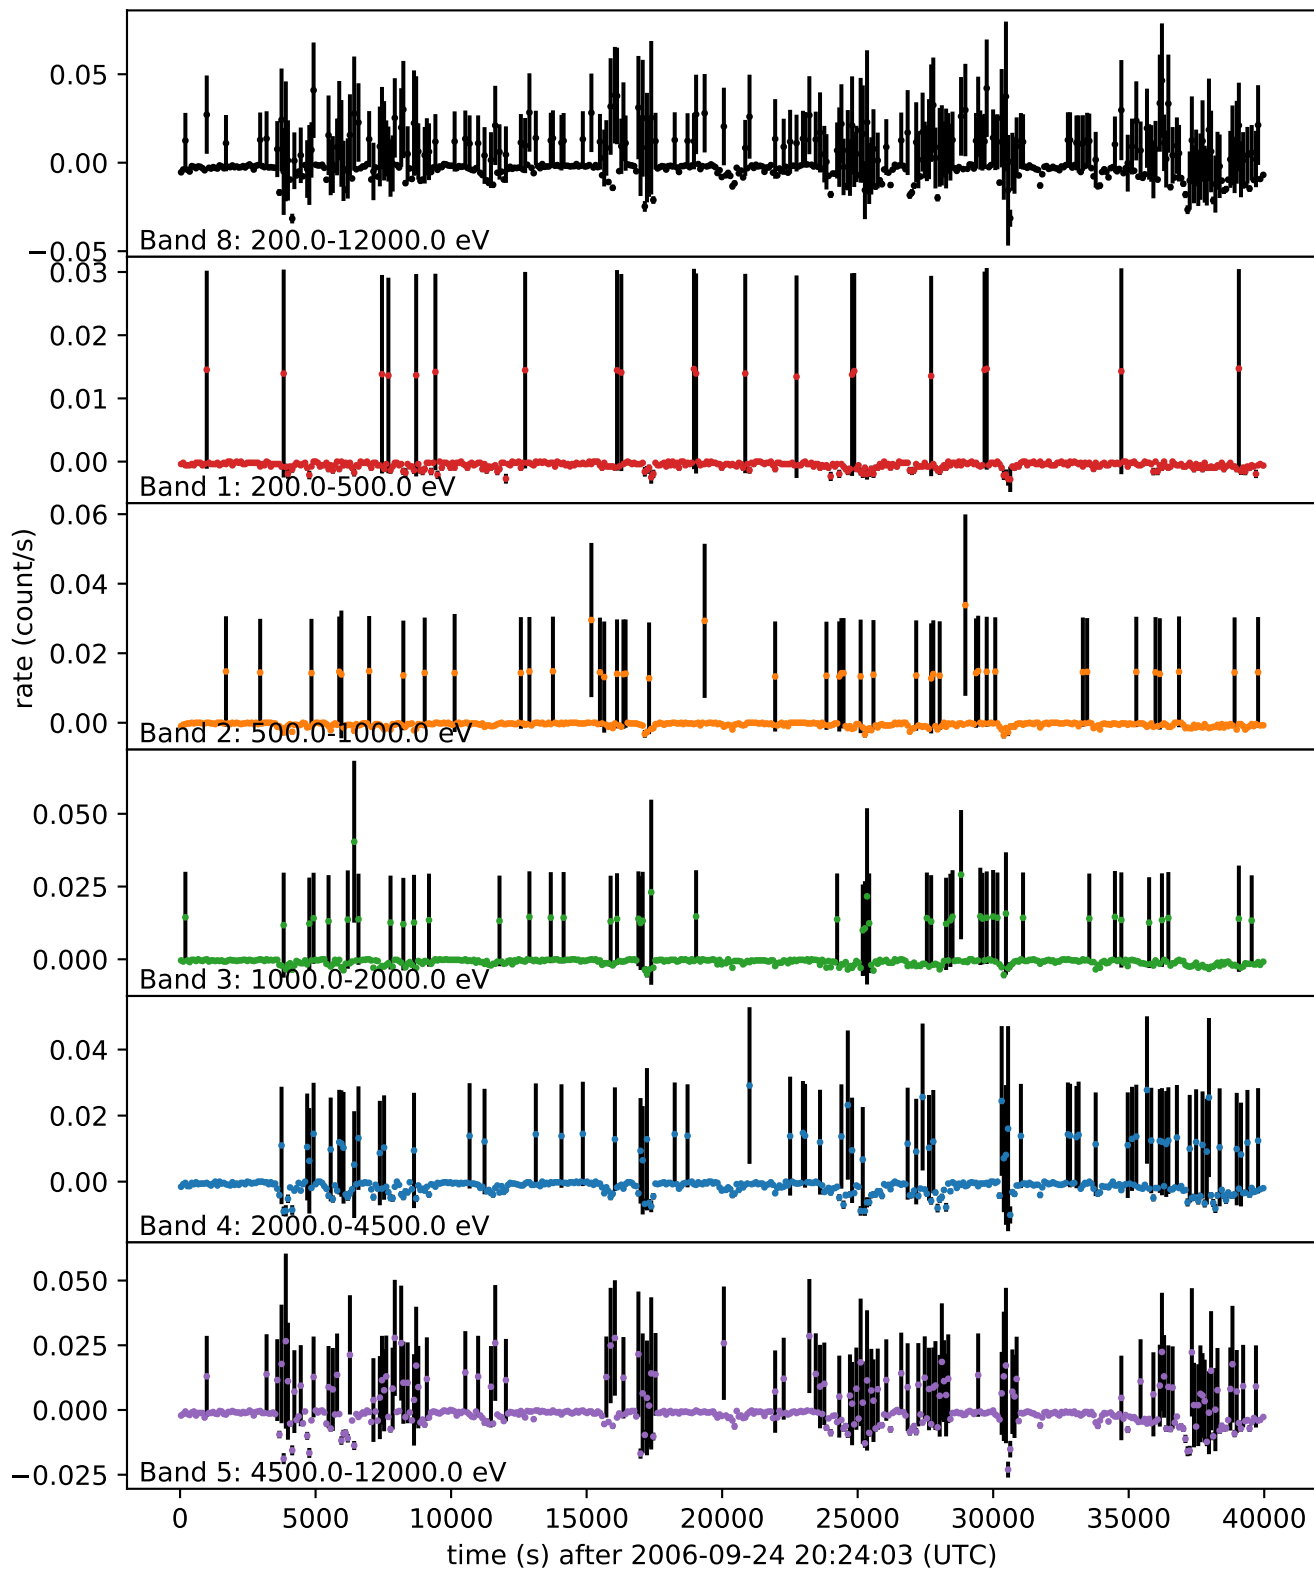 0.05
0.00
−0.05
Band 8: 200.0-12000.0 eV
0.03
0.02
0.01
0.00
Band 1: 200.0-500.0 eV
0.06
0.04
0.02
0.00
Band 2: 500.0-1000.0 eV
rate (count/s)
0.050
0.025
0.000
Band 3: 1000.0-2000.0 eV
0.04
0.02
0.00
Band 4: 2000.0-4500.0 eV
0.050
0.025
0.000
−0.025
Band 5: 4500.0-12000.0 eV
0 5000 10000 15000 20000 25000 30000 35000 40000
time (s) after 2006-09-24 20:24:03 (UTC)